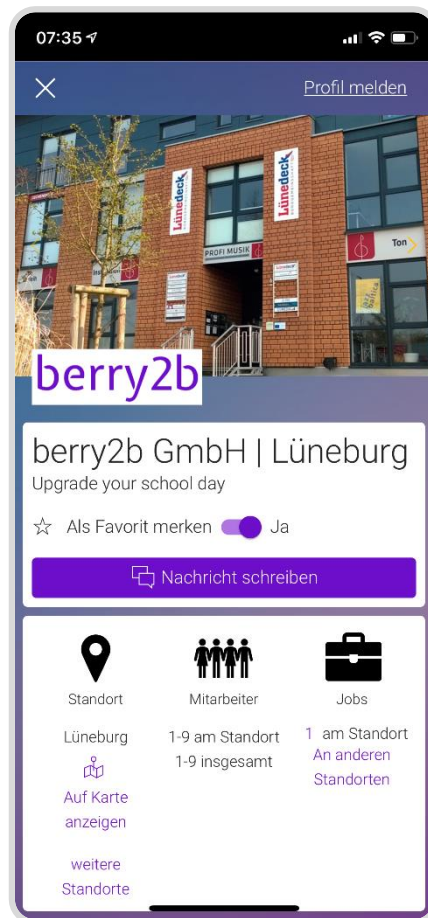 07:35
Profil melden
Lünedeck
Lünedeck
PROFI MUSIK
Ton
berry2b
berry2b GmbH | Lüneburg
Upgrade your school day
Als Favorit merken Ja
Nachricht schreiben
Standort
Lüneburg
Auf Karte
anzeigen
weitere
Standorte
Mitarbeiter
1-9 am Standort
1-9 insgesamt
Jobs
1 am Standort
An anderen
Standorten